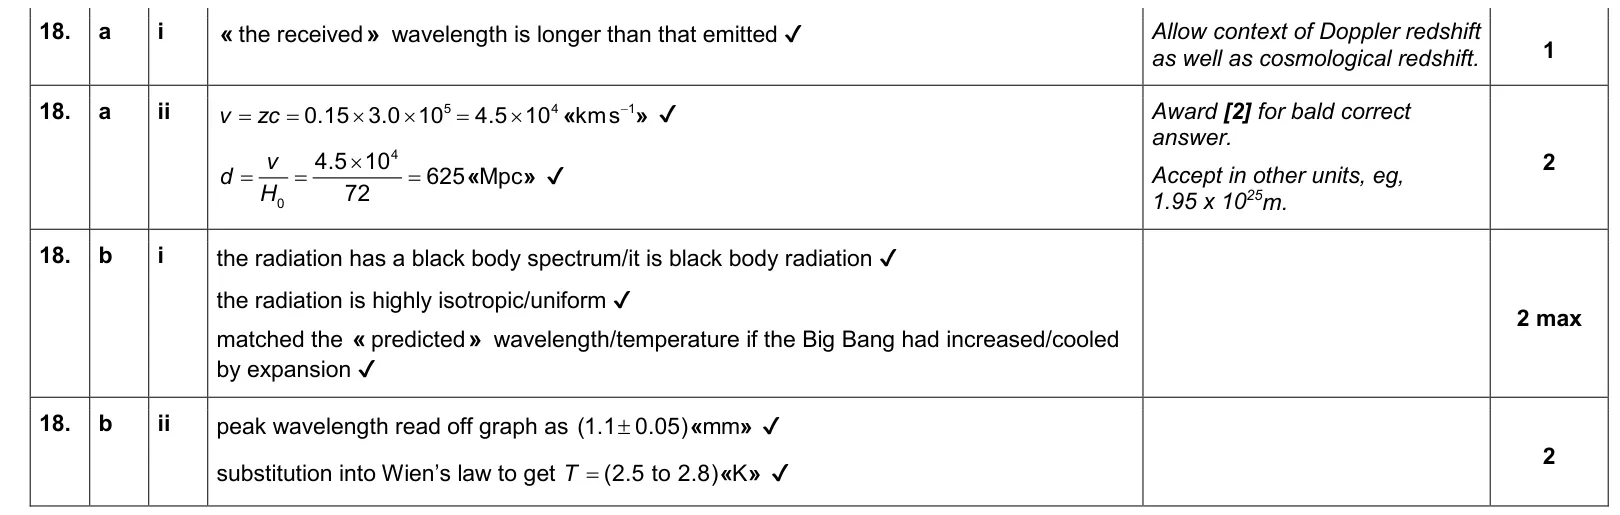 18. a i « the received » wavelength is longer than that emitted ✓ Allow context of Doppler redshift
as well as cosmological redshift. 1
18. a ii v = zc = 0.15 × 3.0 × 10⁵ = 4.5 × 10⁴ «km s⁻¹» ✓
d = v/H₀ = 4.5 × 10⁴/72 = 625 «Mpc» ✓
Award [2] for bald correct
answer.
Accept in other units, eg,
1.95 x 10²⁵m.
2
18. b i the radiation has a black body spectrum/it is black body radiation ✓
the radiation is highly isotropic/uniform ✓
matched the « predicted » wavelength/temperature if the Big Bang had increased/cooled
by expansion ✓
2 max
18. b ii peak wavelength read off graph as (1.1 ± 0.05) «mm» ✓
substitution into Wien’s law to get T = (2.5 to 2.8) «K» ✓
2